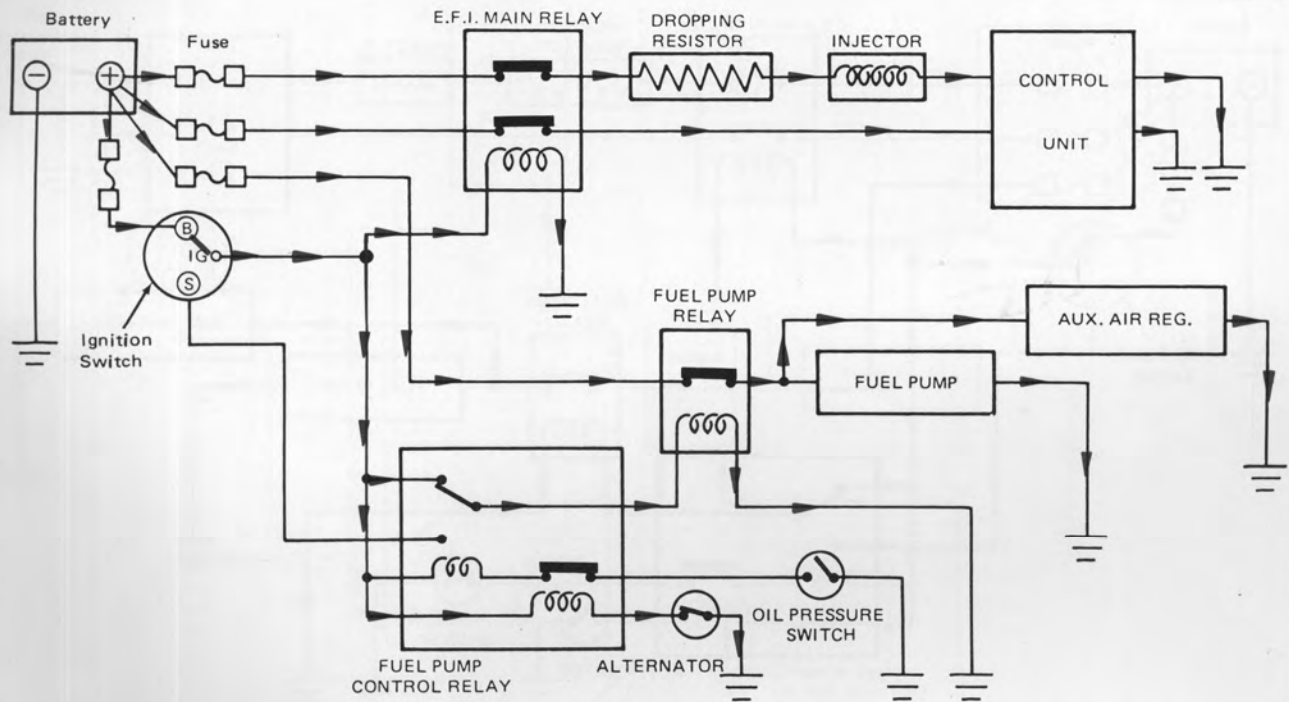 Battery
Fuse
E.F.I. MAIN RELAY
DROPPING
RESISTOR
INJECTOR
CONTROL
UNIT
B
IG
S
Ignition
Switch
FUEL PUMP
RELAY
AUX. AIR REG.
FUEL PUMP
OIL PRESSURE
SWITCH
ALTERNATOR
FUEL PUMP
CONTROL RELAY